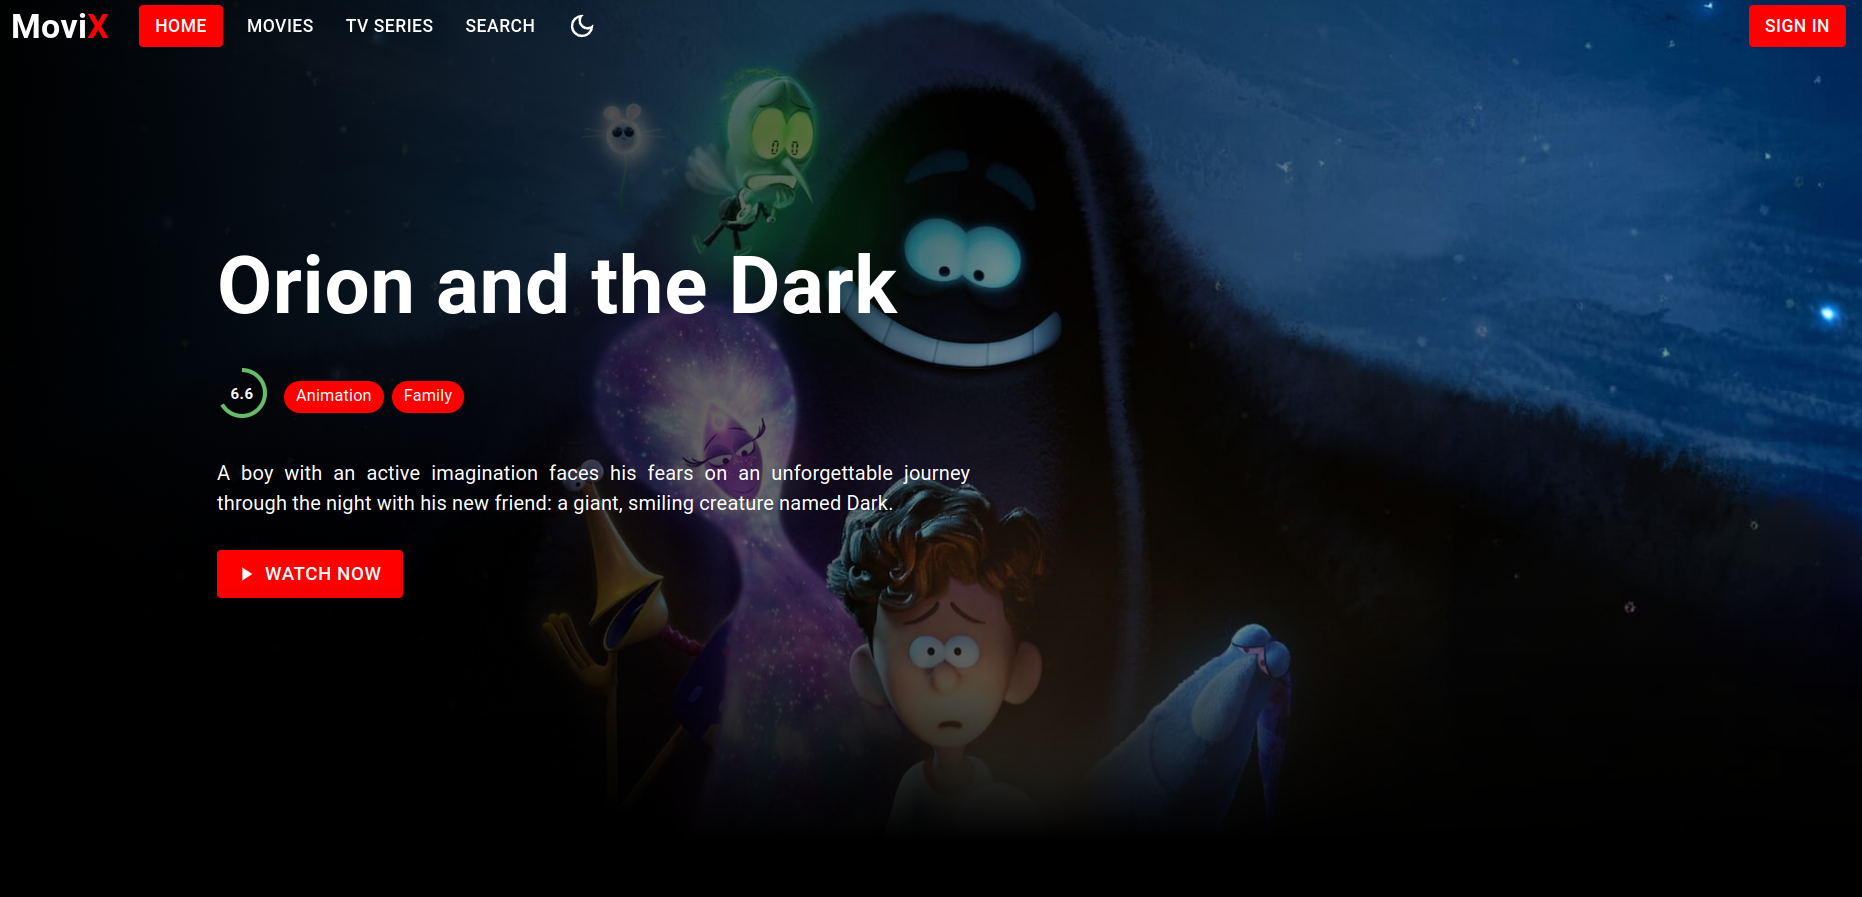 MoviX
HOME
MOVIES
TV SERIES
SEARCH
SIGN IN
Orion and the Dark
6.6
Animation
Family
A boy with an active imagination faces his fears on an unforgettable journey
through the night with his new friend: a giant, smiling creature named Dark.
WATCH NOW